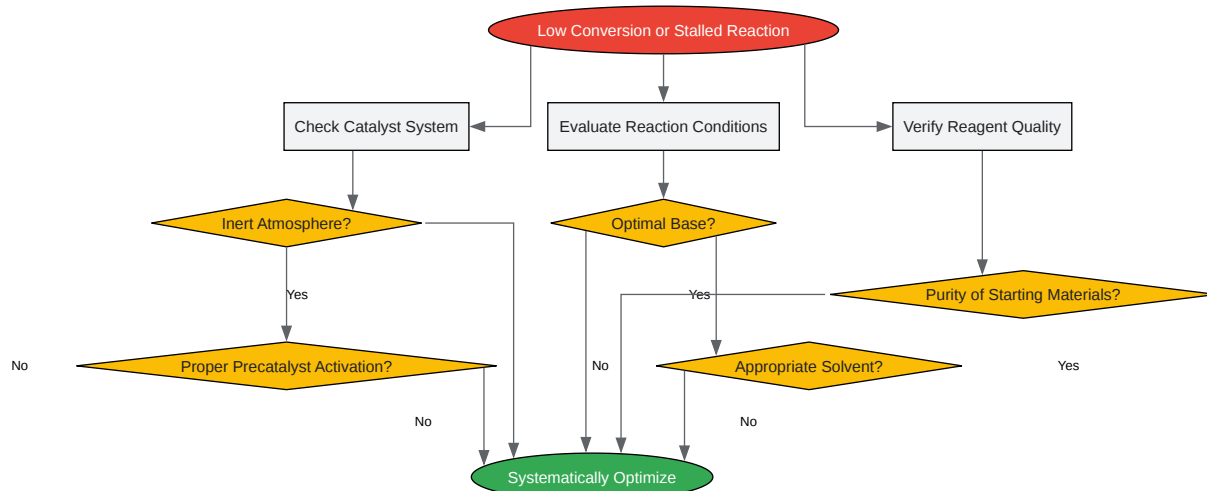 Low Conversion or Stalled Reaction
Check Catalyst System
Evaluate Reaction Conditions
Verify Reagent Quality
Inert Atmosphere?
Optimal Base?
Yes
Yes
Purity of Starting Materials?
No
Proper Precatalyst Activation?
No
Appropriate Solvent?
Yes
No
No
Systematically Optimize